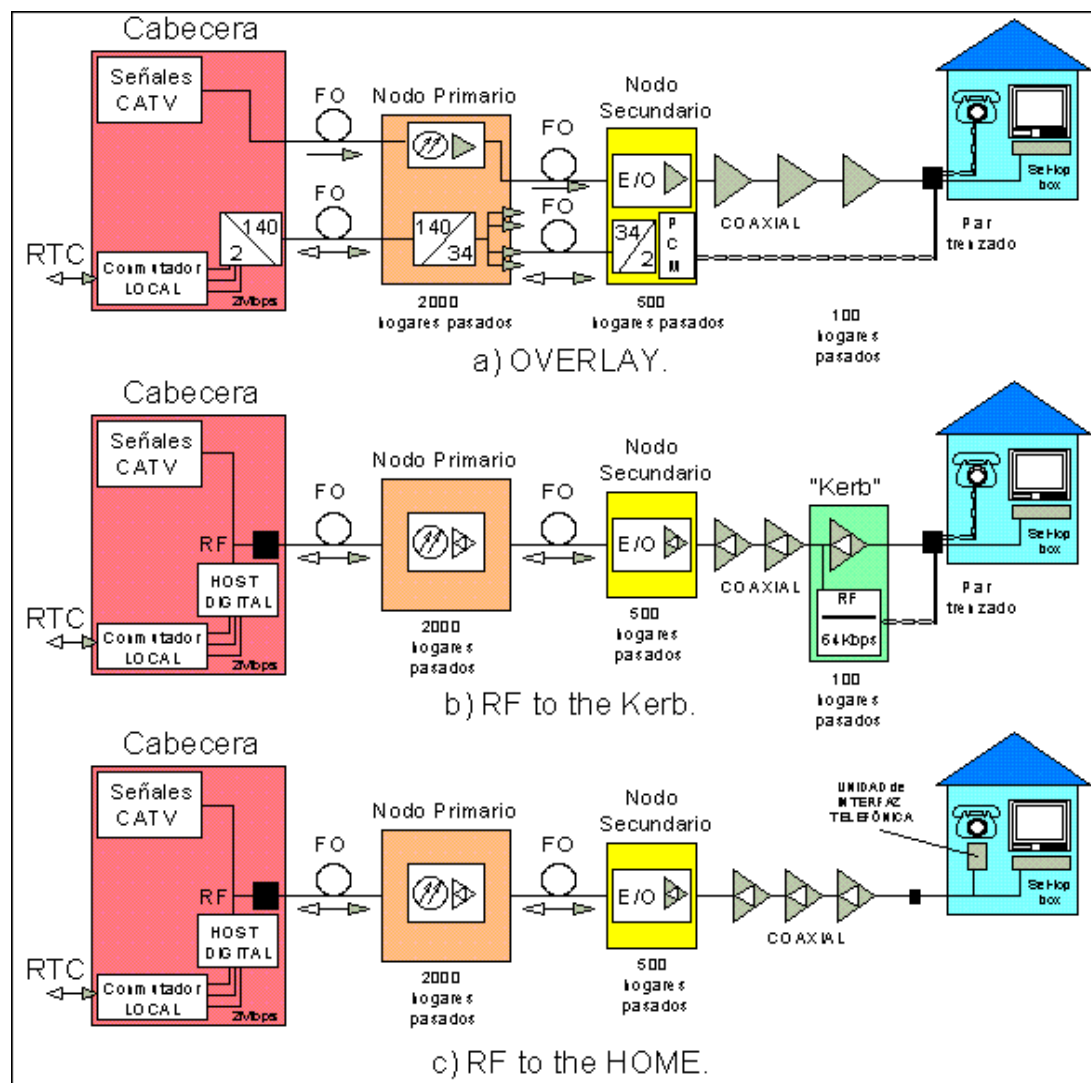 Cabecera
Señales
CATV
FO
Nodo Primario
FO
Nodo
Secundario
E/O
FO
FO
140
2
140
34
34
2
P
C
M
COAXIAL
Set-top
box
Par
trenzado
RTC
Conmutador
LOCAL
2Mbps
2000
hogares pasados
500
hogares pasados
100
hogares
pasados
a) OVERLAY.
Cabecera
Señales
CATV
FO
Nodo Primario
FO
Nodo
Secundario
E/O
"Kerb"
COAXIAL
RF
64Kbps
Set-top
box
Par
trenzado
RF
HOST
DIGITAL
RTC
Conmutador
LOCAL
2Mbps
2000
hogares
pasados
500
hogares
pasados
100
hogares
pasados
b) RF to the Kerb.
Cabecera
Señales
CATV
FO
Nodo Primario
FO
Nodo
Secundario
E/O
COAXIAL
UNIDAD de
INTERFAZ
TELEFÓNICA
Set-top
box
RF
HOST
DIGITAL
RTC
Conmutador
LOCAL
2Mbps
2000
hogares
pasados
500
hogares
pasados
c) RF to the HOME.